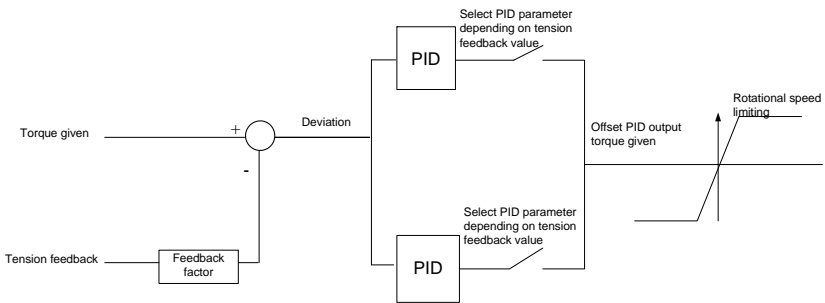 Select PID parameter
depending on tension
feedback value
PID
Rotational speed
limiting
Deviation
+
Torque given
Offset PID output
torque given
-
Select PID parameter
depending on tension
feedback value
Tension feedback
Feedback
factor
PID